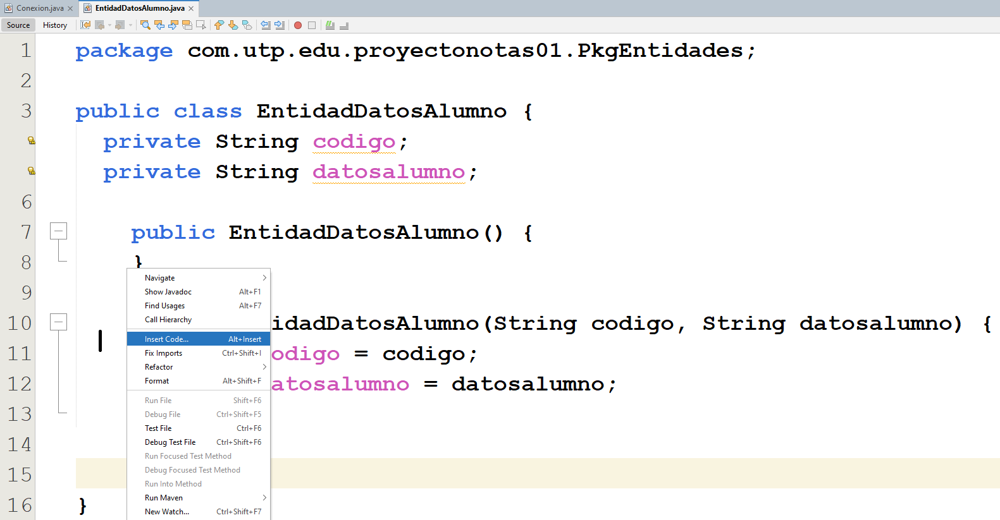 Conexion.java EntidadDatosAlumno.java
Source History
1 package com.utp.edu.proyectonotas01.PkgEntidades;
2
3 public class EntidadDatosAlumno {
private String codigo;
private String datosalumno;
6
7 public EntidadDatosAlumno() {
8 }
9
10 idadDatosAlumno(String codigo, String datosalumno) {
11 odigo = codigo;
12 atosalumno = datosalumno;
13
14
15
16 }
Navigate
Show Javadoc Alt+F1
Find Usages Alt+F7
Call Hierarchy
Insert Code... Alt+Insert
Fix Imports Ctrl+Shift+I
Refactor
Format Alt+Shift+F
Run File Shift+F6
Debug File Ctrl+Shift+F5
Test File Ctrl+F6
Debug Test File Ctrl+Shift+F6
Run Focused Test Method
Debug Focused Test Method
Run Into Method
Run Maven
New Watch... Ctrl+Shift+F7